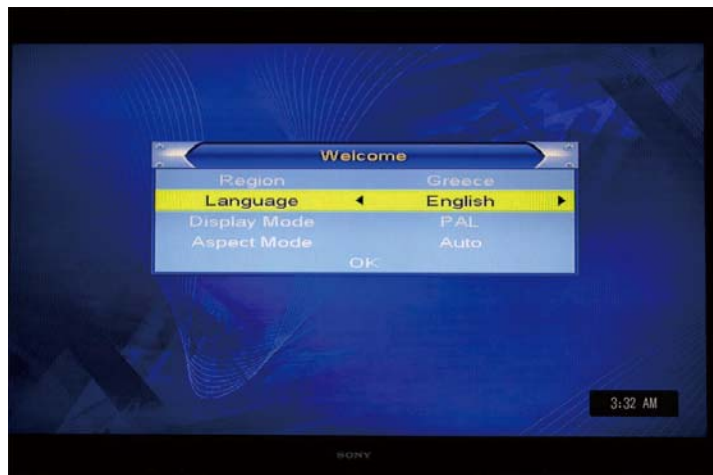 Welcome
Region Greece
Language English
Display Mode PAL
Aspect Mode Auto
OK
3:32 AM
SONY